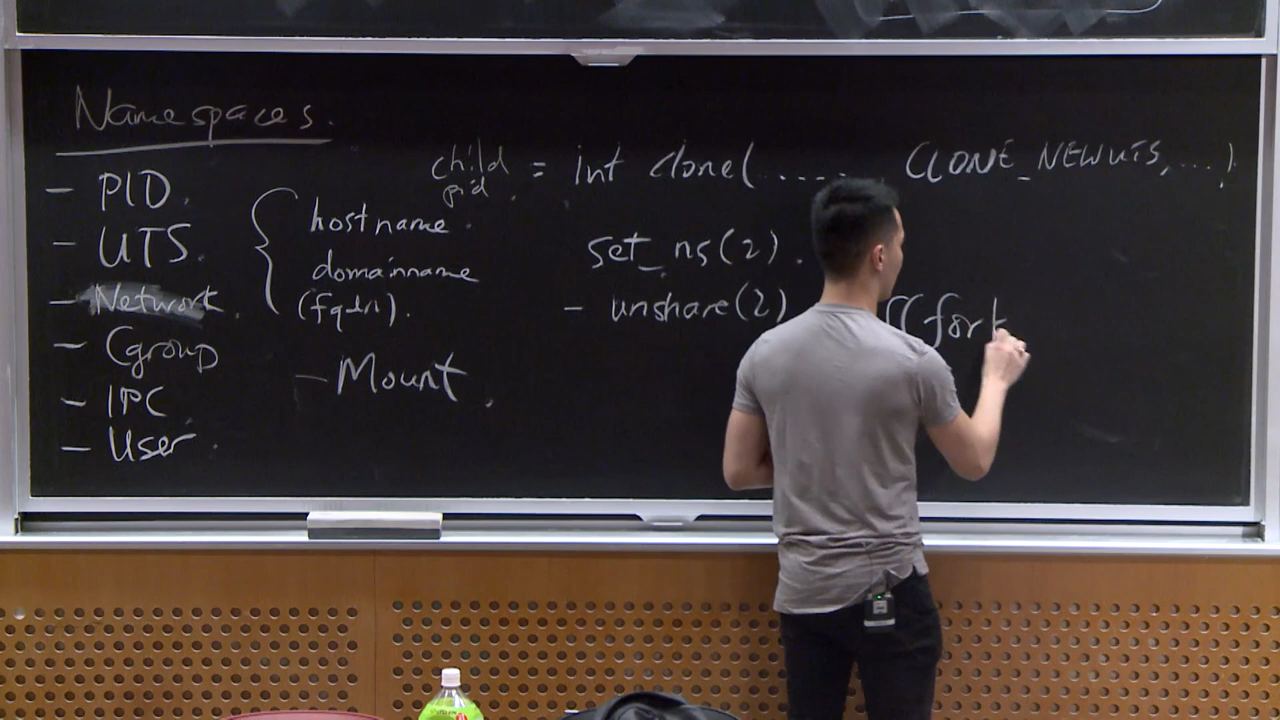 Namespaces.
- PID.
- UTS.
- Network.
- Cgroup
- IPC
- User.
{ hostname.
domainname
(fqdn).
- Mount
child pid = int clone(..... CLONE_NEWUTS, ...)
set_ns(2).
- unshare(2)
(fork